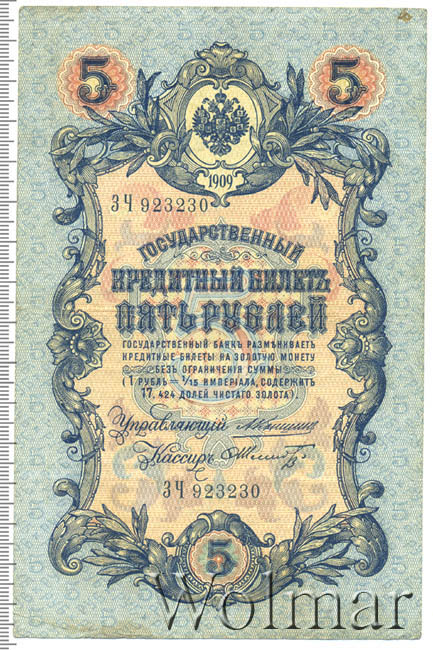 5 5
1909
ЗЧ 923230
ГОСУДАРСТВЕННЫЙ
КРЕДИТНЫЙ БИЛЕТЪ
ПЯТЬ РУБЛЕЙ
ГОСУДАРСТВЕННЫЙ БАНКЪ РАЗМѢНИВАЕТЪ
КРЕДИТНЫЕ БИЛЕТЫ НА ЗОЛОТУЮ МОНЕТУ
БЕЗЪ ОГРАНИЧЕНІЯ СУММЫ
(1 РУБЛЬ = 1/15 ИМПЕРІАЛА, СОДЕРЖИТЪ
17,424 ДОЛЕЙ ЧИСТАГО ЗОЛОТА).
Управляющій
Кассиръ
ЗЧ 923230
5
Wolmar